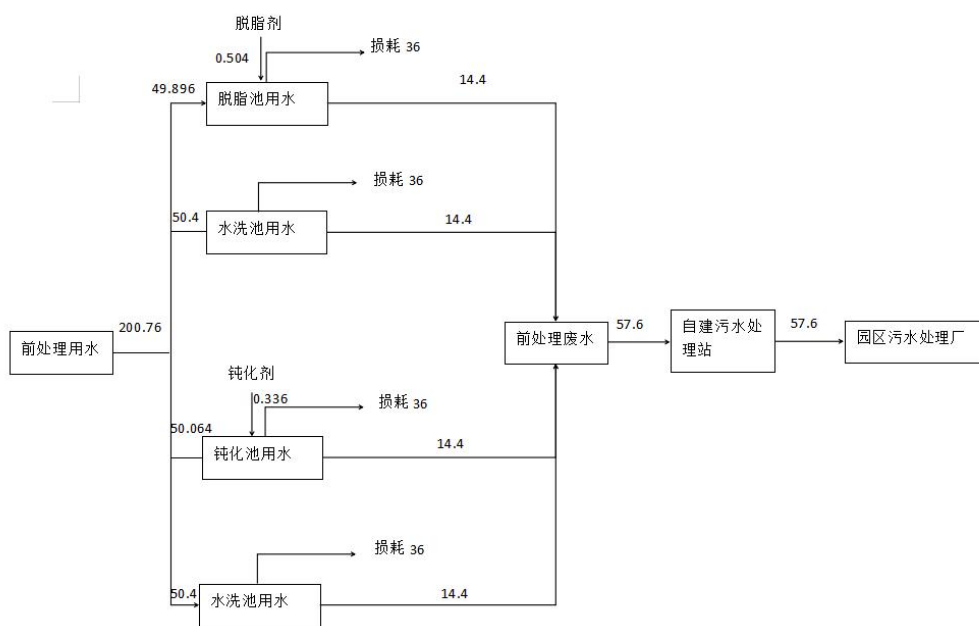 脱脂剂
0.504
损耗 36
49.896
脱脂池用水
14.4
损耗 36
50.4
水洗池用水
14.4
前处理用水
200.76
前处理废水
57.6
自建污水处
理站
57.6
园区污水处理厂
钝化剂
0.336
损耗 36
50.064
钝化池用水
14.4
损耗 36
50.4
水洗池用水
14.4